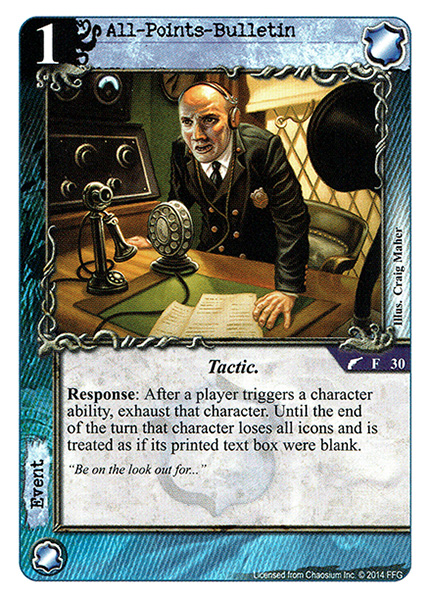 1
All-Points-Bulletin
Illus. Craig Maher
F 30
Tactic.
Response: After a player triggers a character
ability, exhaust that character. Until the end
of the turn that character loses all icons and is
treated as if its printed text box were blank.
“Be on the look out for...”
Event
Licensed from Chaosium Inc. © 2014 FFG